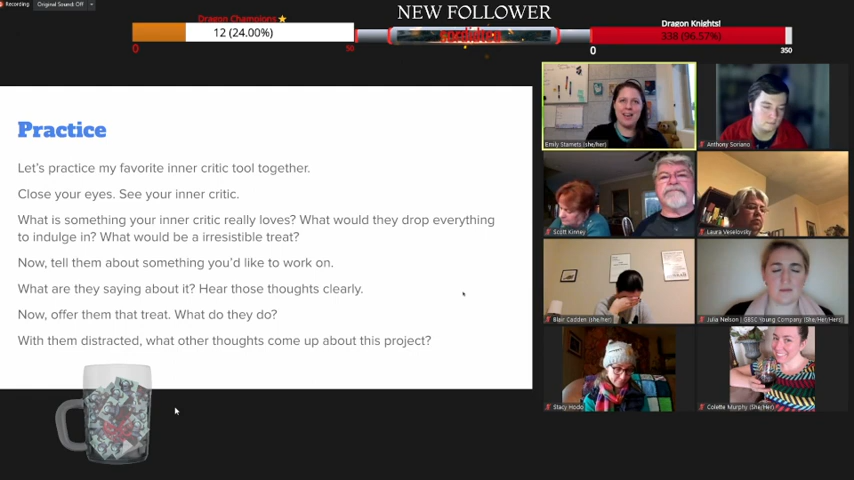 Recording
Original Sound: Off
Dragon Champions
12 (24.00%)
0
50
NEW FOLLOWER
Dragon Knights!
338 (96.57%)
0
350
Practice
Let's practice my favorite inner critic tool together.
Close your eyes. See your inner critic.
What is something your inner critic really loves? What would they drop everything
to indulge in? What would be a irresistible treat?
Now, tell them about something you'd like to work on.
What are they saying about it? Hear those thoughts clearly.
Now, offer them that treat. What do they do?
With them distracted, what other thoughts come up about this project?
Emily Stamets (she/her)
Anthony Soriano
Scott Kinney
Laura Veselovsky
Blair Cadden (she/her)
Julia Nelson | GBSC Young Company (She/Her/Hers)
Stacy Hodo
Colette Murphy (She/Her)